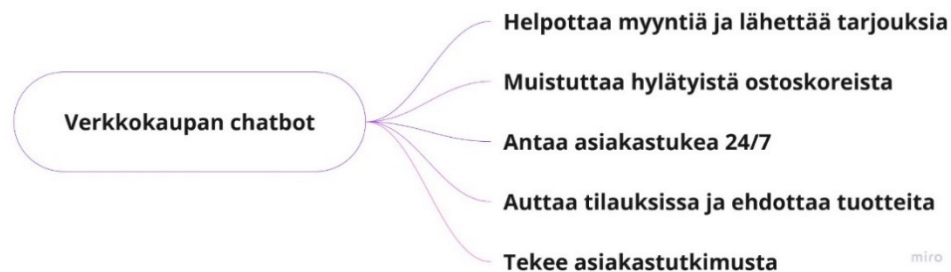 Verkkokaupan chatbot
Helpottaa myyntiä ja lähettää tarjouksia
Muistuttaa hylätyistä ostoskoreista
Antaa asiakastukea 24/7
Auttaa tilauksissa ja ehdottaa tuotteita
Tekee asiakastutkimusta
miro